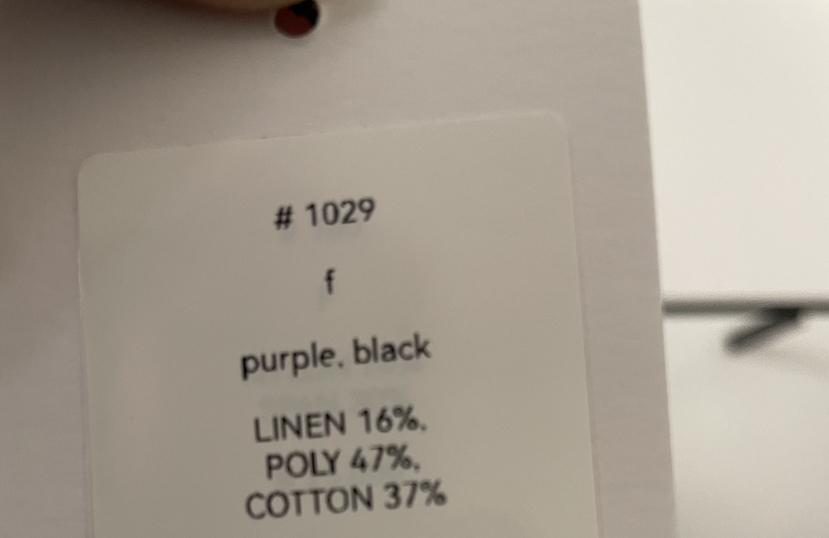 # 1029
f
purple, black
LINEN 16%,
POLY 47%,
COTTON 37%